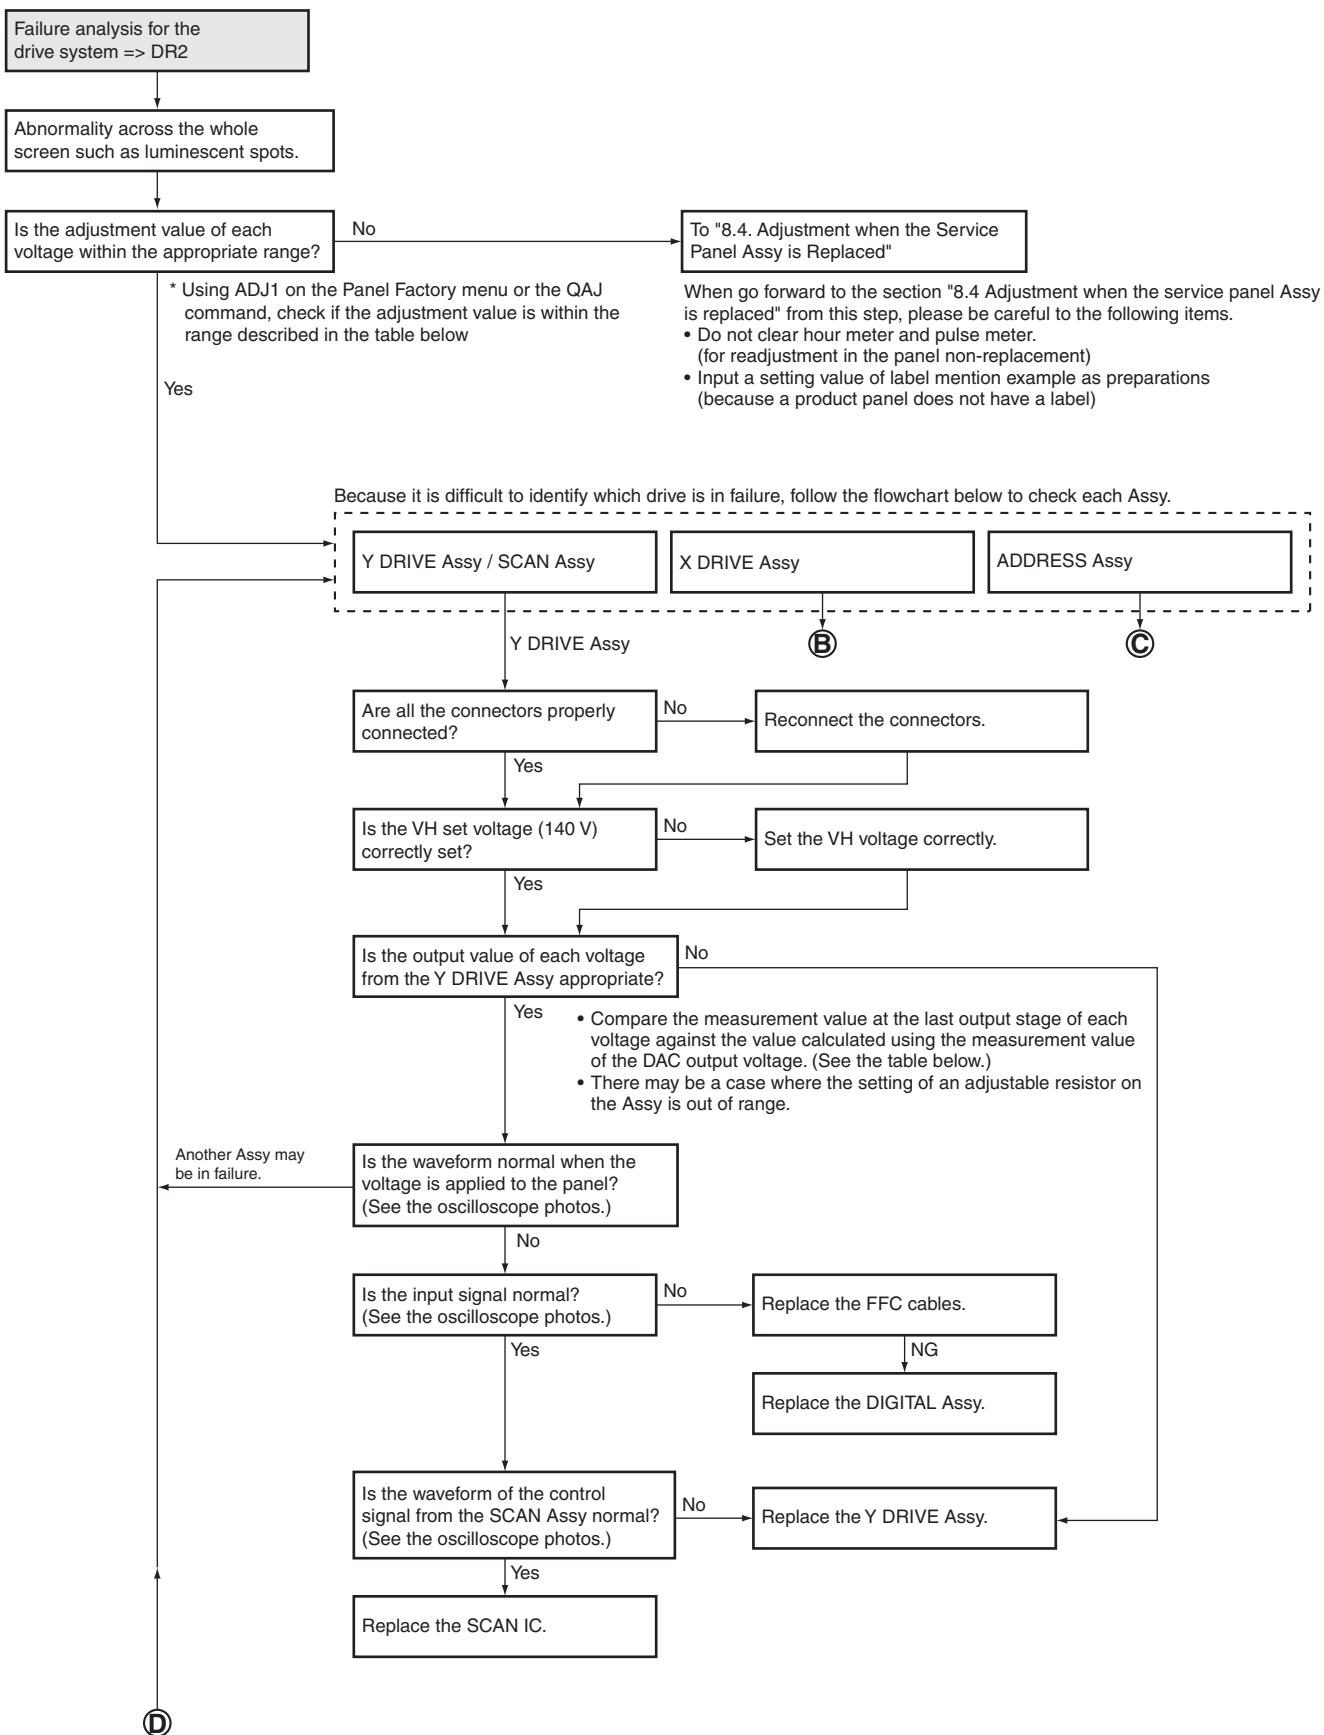 Failure analysis for the
drive system => DR2
Abnormality across the whole
screen such as luminescent spots.
Is the adjustment value of each
voltage within the appropriate range?
No
To "8.4. Adjustment when the Service
Panel Assy is Replaced"
* Using ADJ1 on the Panel Factory menu or the QAJ
command, check if the adjustment value is within the
range described in the table below
When go forward to the section "8.4 Adjustment when the service panel Assy
is replaced" from this step, please be careful to the following items.
• Do not clear hour meter and pulse meter.
(for readjustment in the panel non-replacement)
• Input a setting value of label mention example as preparations
(because a product panel does not have a label)
Yes
Because it is difficult to identify which drive is in failure, follow the flowchart below to check each Assy.
Y DRIVE Assy / SCAN Assy
X DRIVE Assy
ADDRESS Assy
Y DRIVE Assy
B
C
Are all the connectors properly
connected?
No
Reconnect the connectors.
Yes
Is the VH set voltage (140 V)
correctly set?
No
Set the VH voltage correctly.
Yes
Is the output value of each voltage
from the Y DRIVE Assy appropriate?
No
Yes
• Compare the measurement value at the last output stage of each
voltage against the value calculated using the measurement value
of the DAC output voltage. (See the table below.)
• There may be a case where the setting of an adjustable resistor on
the Assy is out of range.
Another Assy may
be in failure.
Is the waveform normal when the
voltage is applied to the panel?
(See the oscilloscope photos.)
No
Is the input signal normal?
(See the oscilloscope photos.)
No
Replace the FFC cables.
Yes
NG
Replace the DIGITAL Assy.
Is the waveform of the control
signal from the SCAN Assy normal?
(See the oscilloscope photos.)
No
Replace the Y DRIVE Assy.
Yes
Replace the SCAN IC.
D